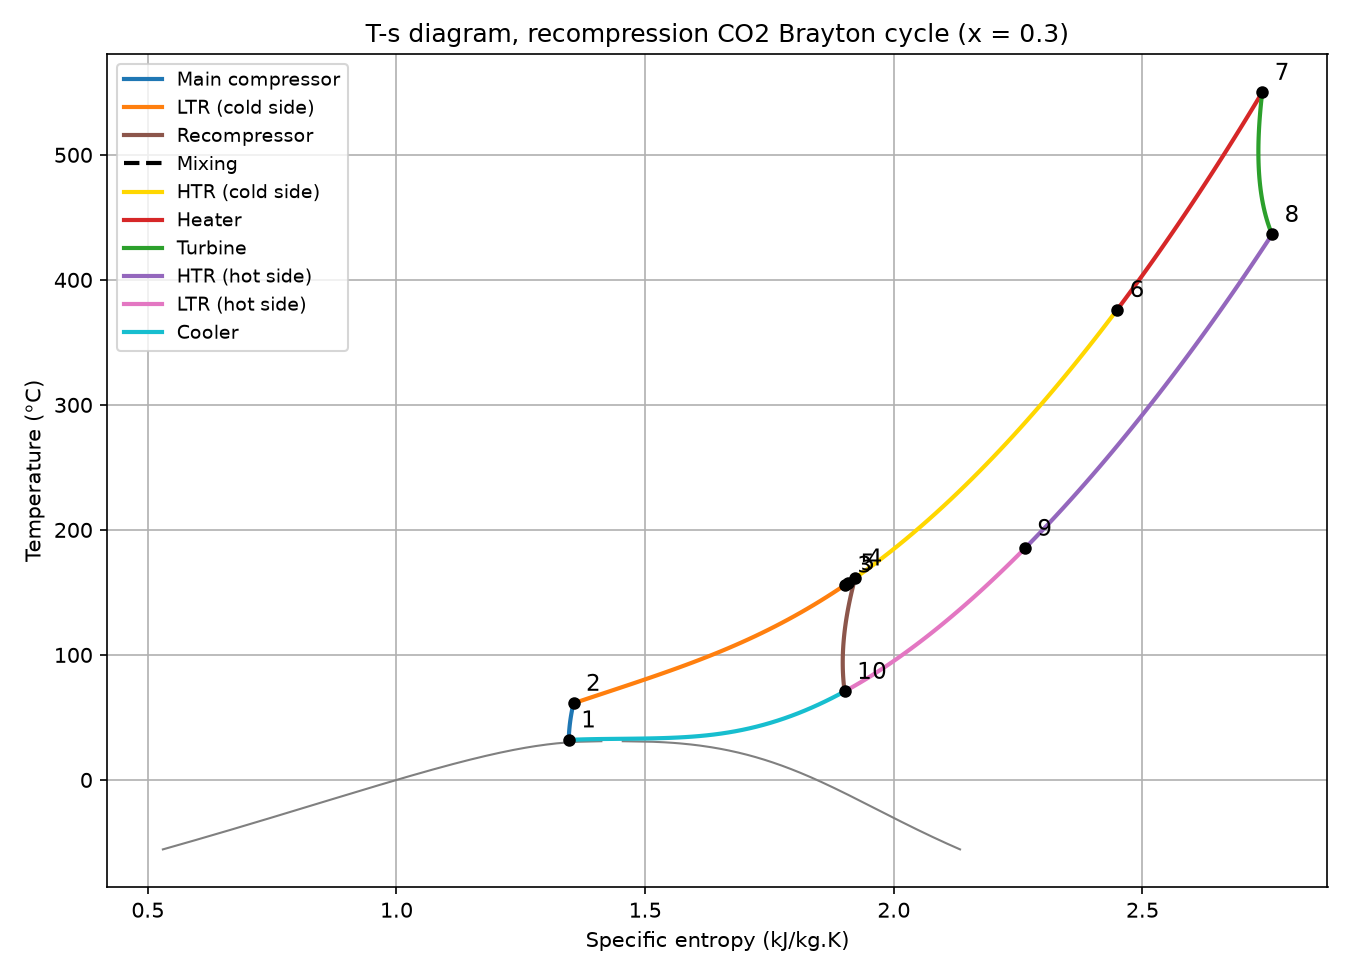 T-s diagram, recompression CO2 Brayton cycle (x = 0.3)
Main compressor
LTR (cold side)
Recompressor
Mixing
HTR (cold side)
Heater
Turbine
HTR (hot side)
LTR (hot side)
Cooler
7
8
6
9
3
5
4
10
2
1
Temperature (°C)
500
400
300
200
100
0
0.5
1.0
1.5
2.0
2.5
Specific entropy (kJ/kg.K)